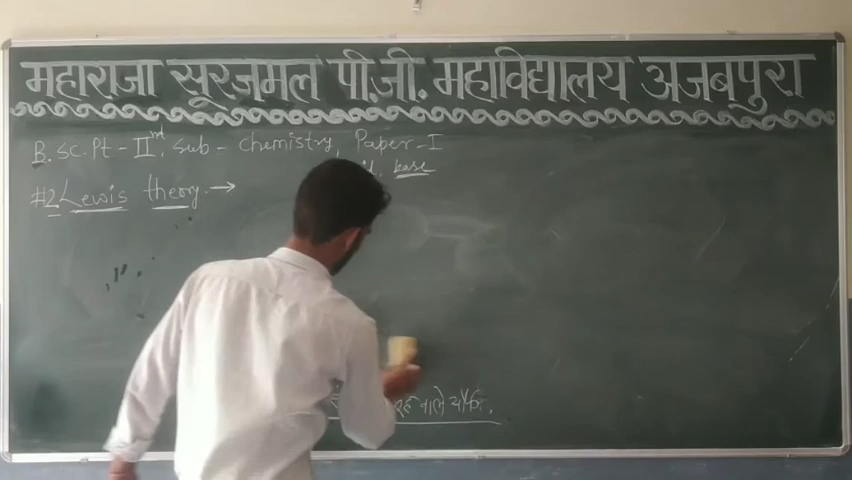 महाराजा सूरजमल पी.जी. महाविद्यालय अजबपुरा
B.SC.Pt-IInd, Sub - Chemistry, Paper-I
base
#2 Lewis theory. →
वाले